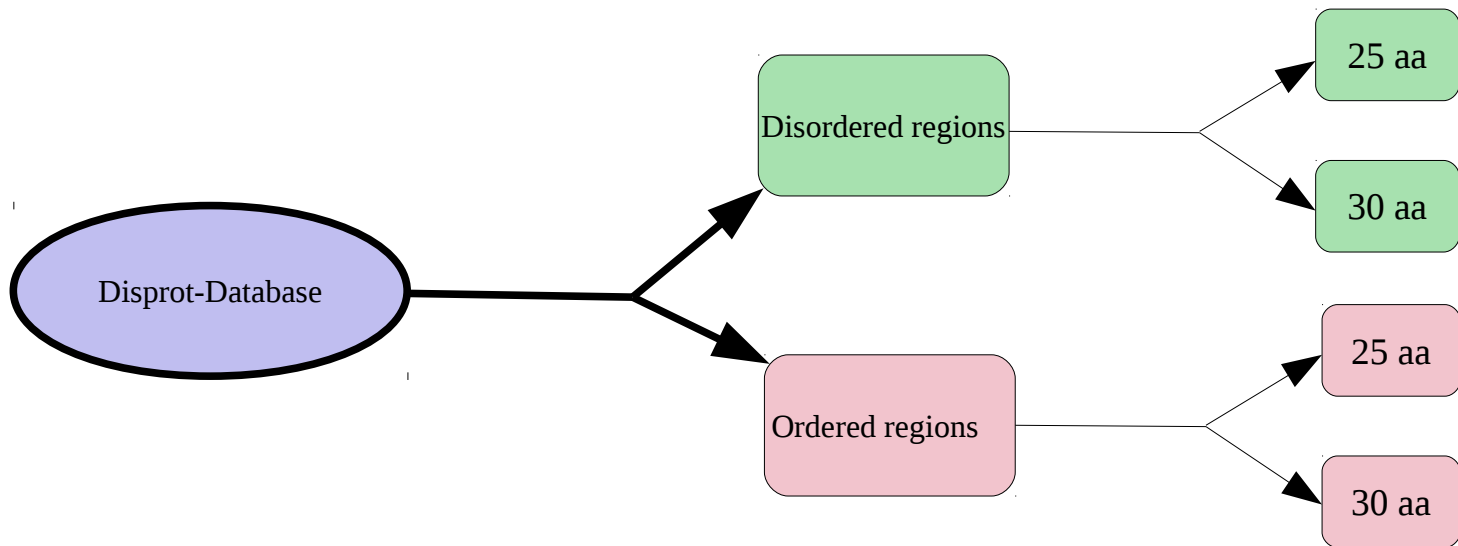 Disprot-Database
Disordered regions
25 aa
30 aa
Ordered regions
25 aa
30 aa